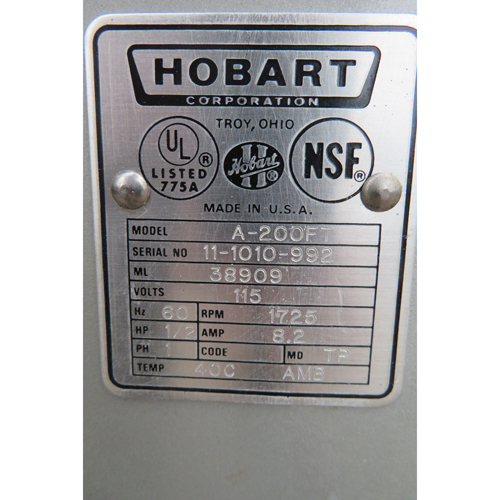 HOBART
CORPORATION
TROY, OHIO
UL
®
LISTED
775A
Hobart
H
®
NSF
®
MADE IN U.S.A.
MODEL A-200FT
SERIAL NO 11-1010-992
ML 38909
VOLTS 115
Hz 60 RPM 1725
HP 1/2 AMP 8.2
PH 1 CODE MD TP
TEMP 40C AMB